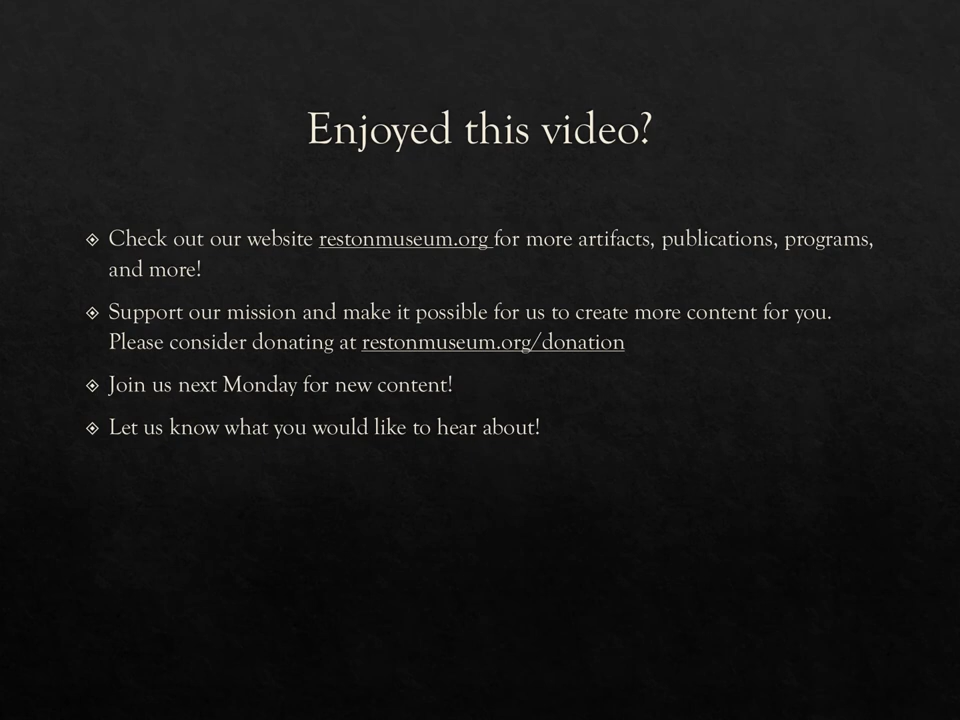 Enjoyed this video?
Check out our website restonmuseum.org for more artifacts, publications, programs,
and more!
Support our mission and make it possible for us to create more content for you.
Please consider donating at restonmuseum.org/donation
Join us next Monday for new content!
Let us know what you would like to hear about!